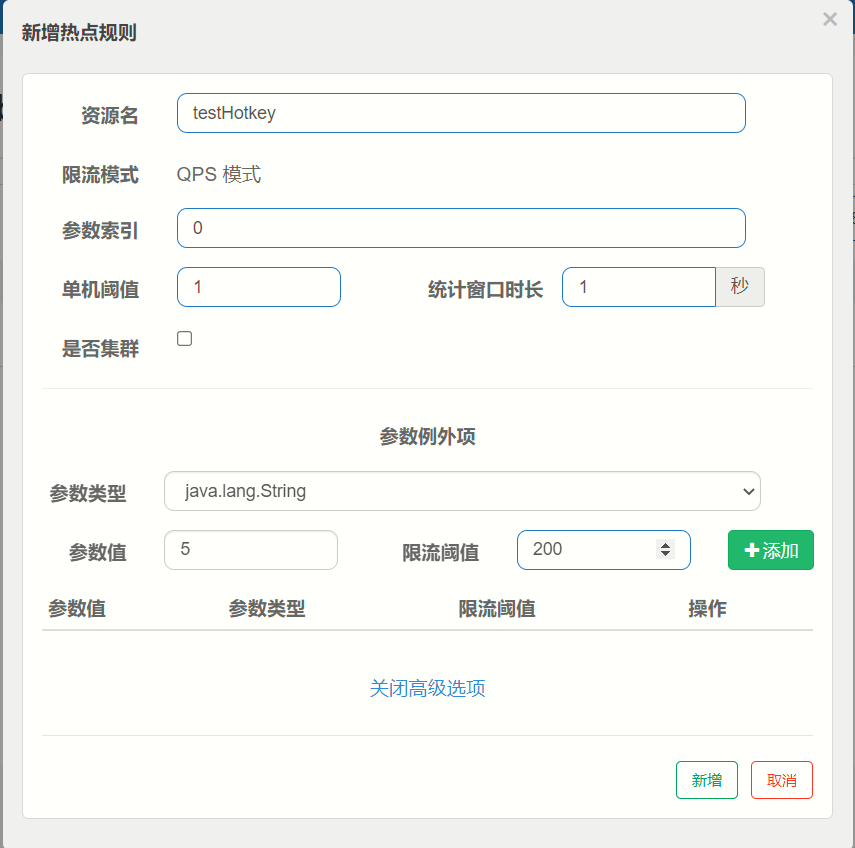 新增热点规则
×
资源名 testHotkey
限流模式 QPS 模式
参数索引 0
单机阈值 1 统计窗口时长 1 秒
是否集群
参数例外项
参数类型 java.lang.String
参数值 5 限流阈值 200 +添加
参数值 参数类型 限流阈值 操作
关闭高级选项
新增 取消